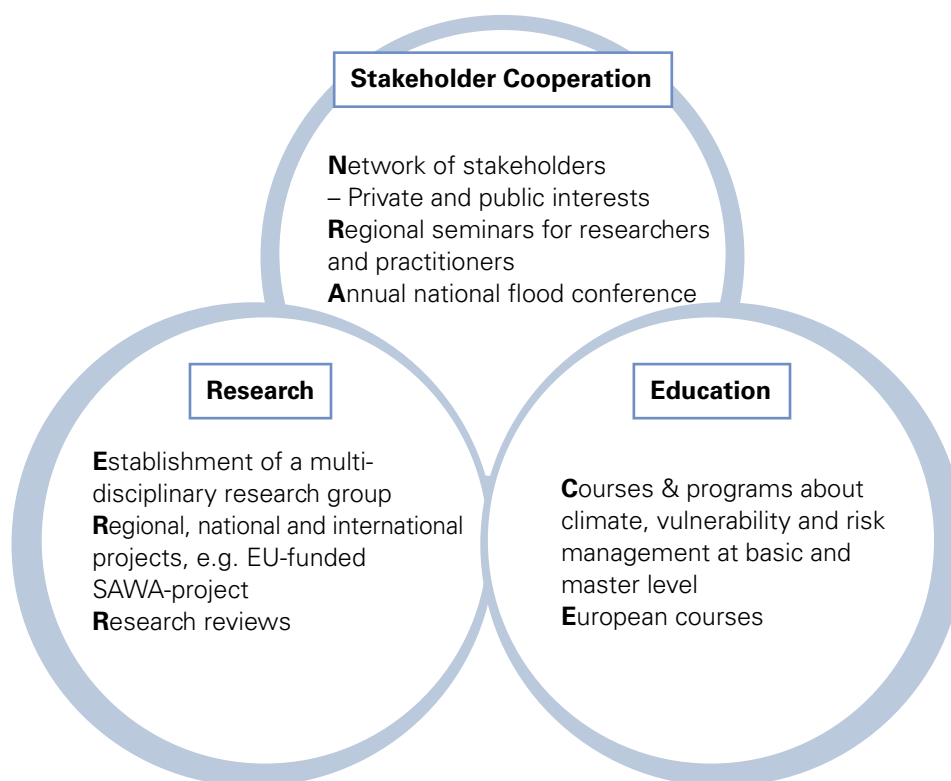 Stakeholder Cooperation
Network of stakeholders
– Private and public interests
Regional seminars for researchers
and practitioners
Annual national flood conference
Research
Establishment of a multi-
disciplinary research group
Regional, national and international
projects, e.g. EU-funded
SAWA-project
Research reviews
Education
Courses & programs about
climate, vulnerability and risk
management at basic and
master level
European courses